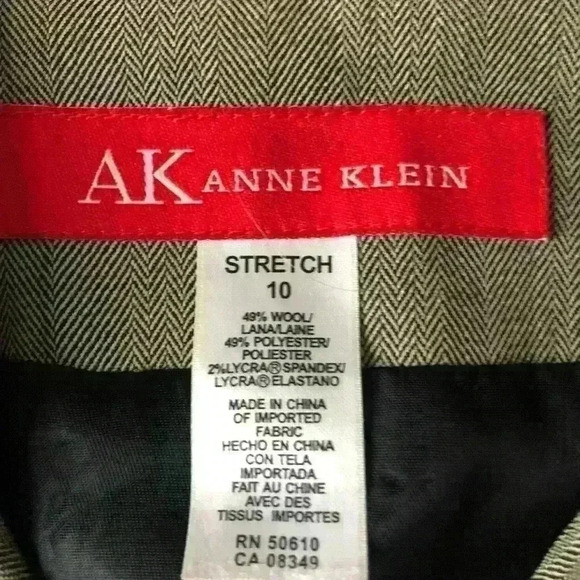 AK ANNE KLEIN
STRETCH
10
49% WOOL/
LANA/LAINE
49% POLYESTER/
POLIESTER
2%LYCRA®SPANDEX/
LYCRA®ELASTANO
MADE IN CHINA
OF IMPORTED
FABRIC
HECHO EN CHINA
CON TELA
IMPORTADA
FAIT AU CHINE
AVEC DES
TISSUS IMPORTES
RN 50610
CA 08349